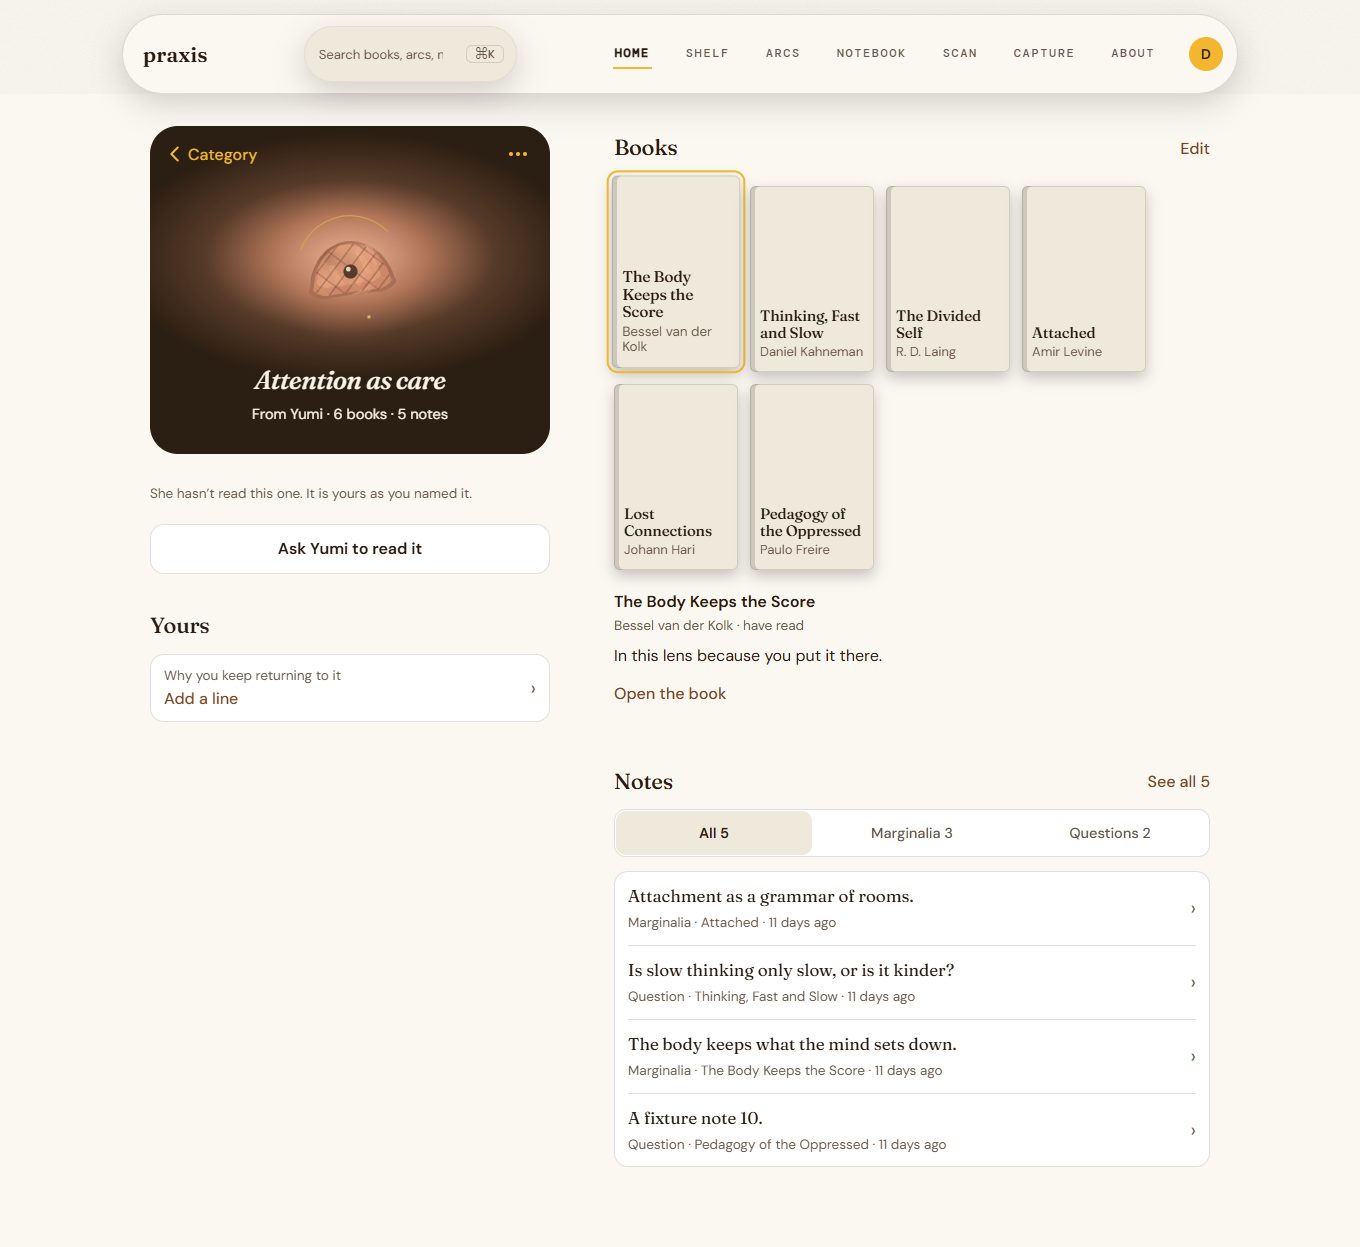 praxis
Search books, arcs, n
⌘K
HOME
SHELF
ARCS
NOTEBOOK
SCAN
CAPTURE
ABOUT
D
Category
Attention as care
From Yumi · 6 books · 5 notes
She hasn’t read this one. It is yours as you named it.
Ask Yumi to read it
Yours
Why you keep returning to it
Add a line
Books
Edit
The Body
Keeps the
Score
Bessel van der
Kolk
Thinking, Fast
and Slow
Daniel Kahneman
The Divided
Self
R. D. Laing
Attached
Amir Levine
Lost
Connections
Johann Hari
Pedagogy of
the Oppressed
Paulo Freire
The Body Keeps the Score
Bessel van der Kolk · have read
In this lens because you put it there.
Open the book
Notes
See all 5
All 5
Marginalia 3
Questions 2
Attachment as a grammar of rooms.
Marginalia · Attached · 11 days ago
Is slow thinking only slow, or is it kinder?
Question · Thinking, Fast and Slow · 11 days ago
The body keeps what the mind sets down.
Marginalia · The Body Keeps the Score · 11 days ago
A fixture note 10.
Question · Pedagogy of the Oppressed · 11 days ago